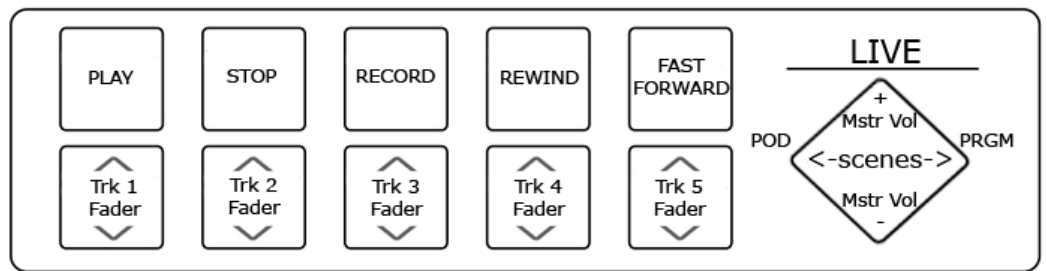 PLAY
STOP
RECORD
REWIND
FAST
FORWARD
Trk 1
Fader
Trk 2
Fader
Trk 3
Fader
Trk 4
Fader
Trk 5
Fader
LIVE
+
Mstr Vol
POD
<-scenes->
PRGM
Mstr Vol
-